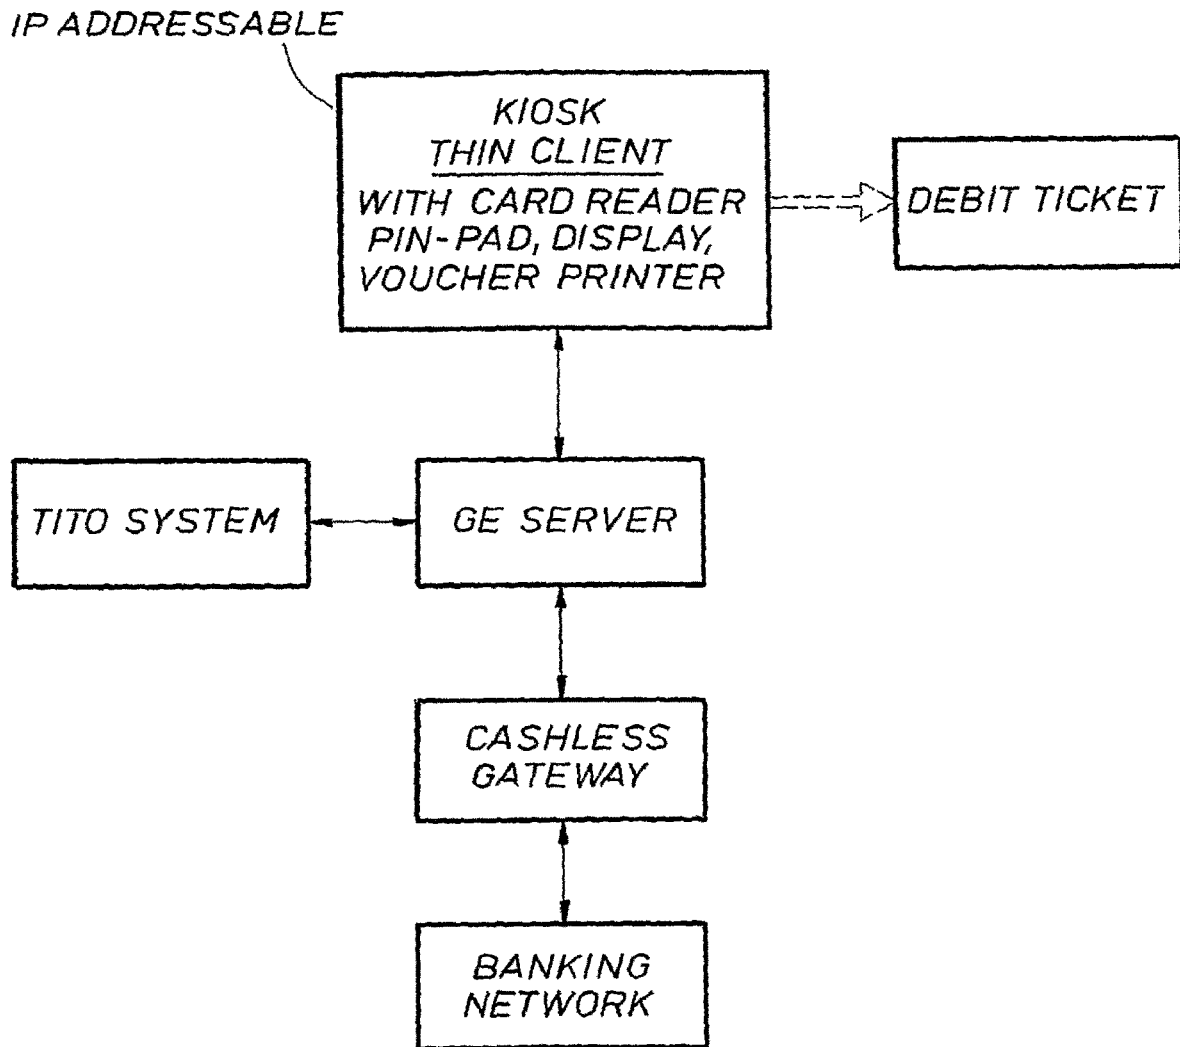 IP ADDRESSABLE
KIOSK
THIN CLIENT
WITH CARD READER
PIN-PAD, DISPLAY,
VOUCHER PRINTER
DEBIT TICKET
TITO SYSTEM
GE SERVER
CASHLESS
GATEWAY
BANKING
NETWORK